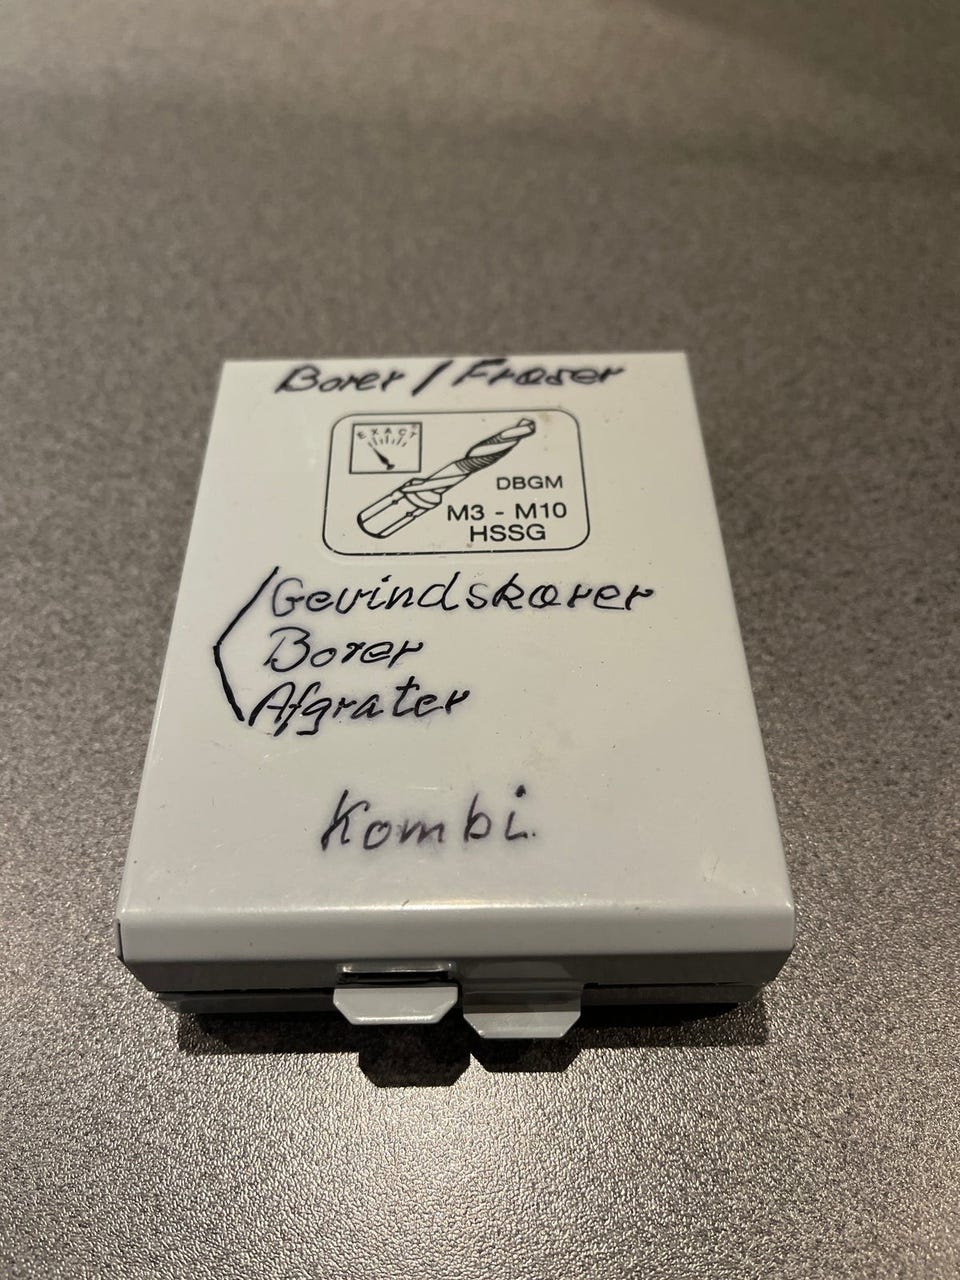 Borer / Fræser
EXACT
DBGM
M3 - M10
HSSG
Gevindskærer
Borer
Afgrater
Kombi